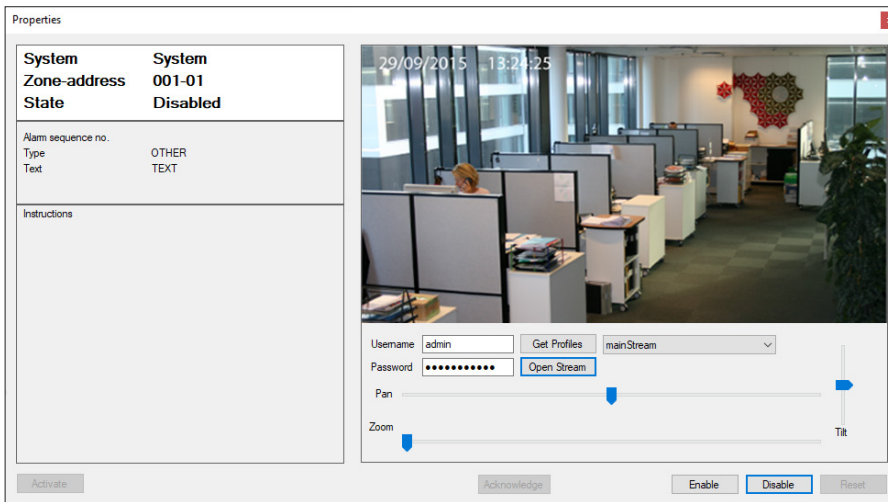 Properties
System System
Zone-address 001-01
State Disabled
Alarm sequence no.
Type OTHER
Text TEXT
Instructions
29/09/2015 13:24:25
Username admin Get Profiles mainStream
Password ●●●●●●●●●●● Open Stream
Pan
Zoom
Tilt
Activate Acknowledge Enable Disable Reset